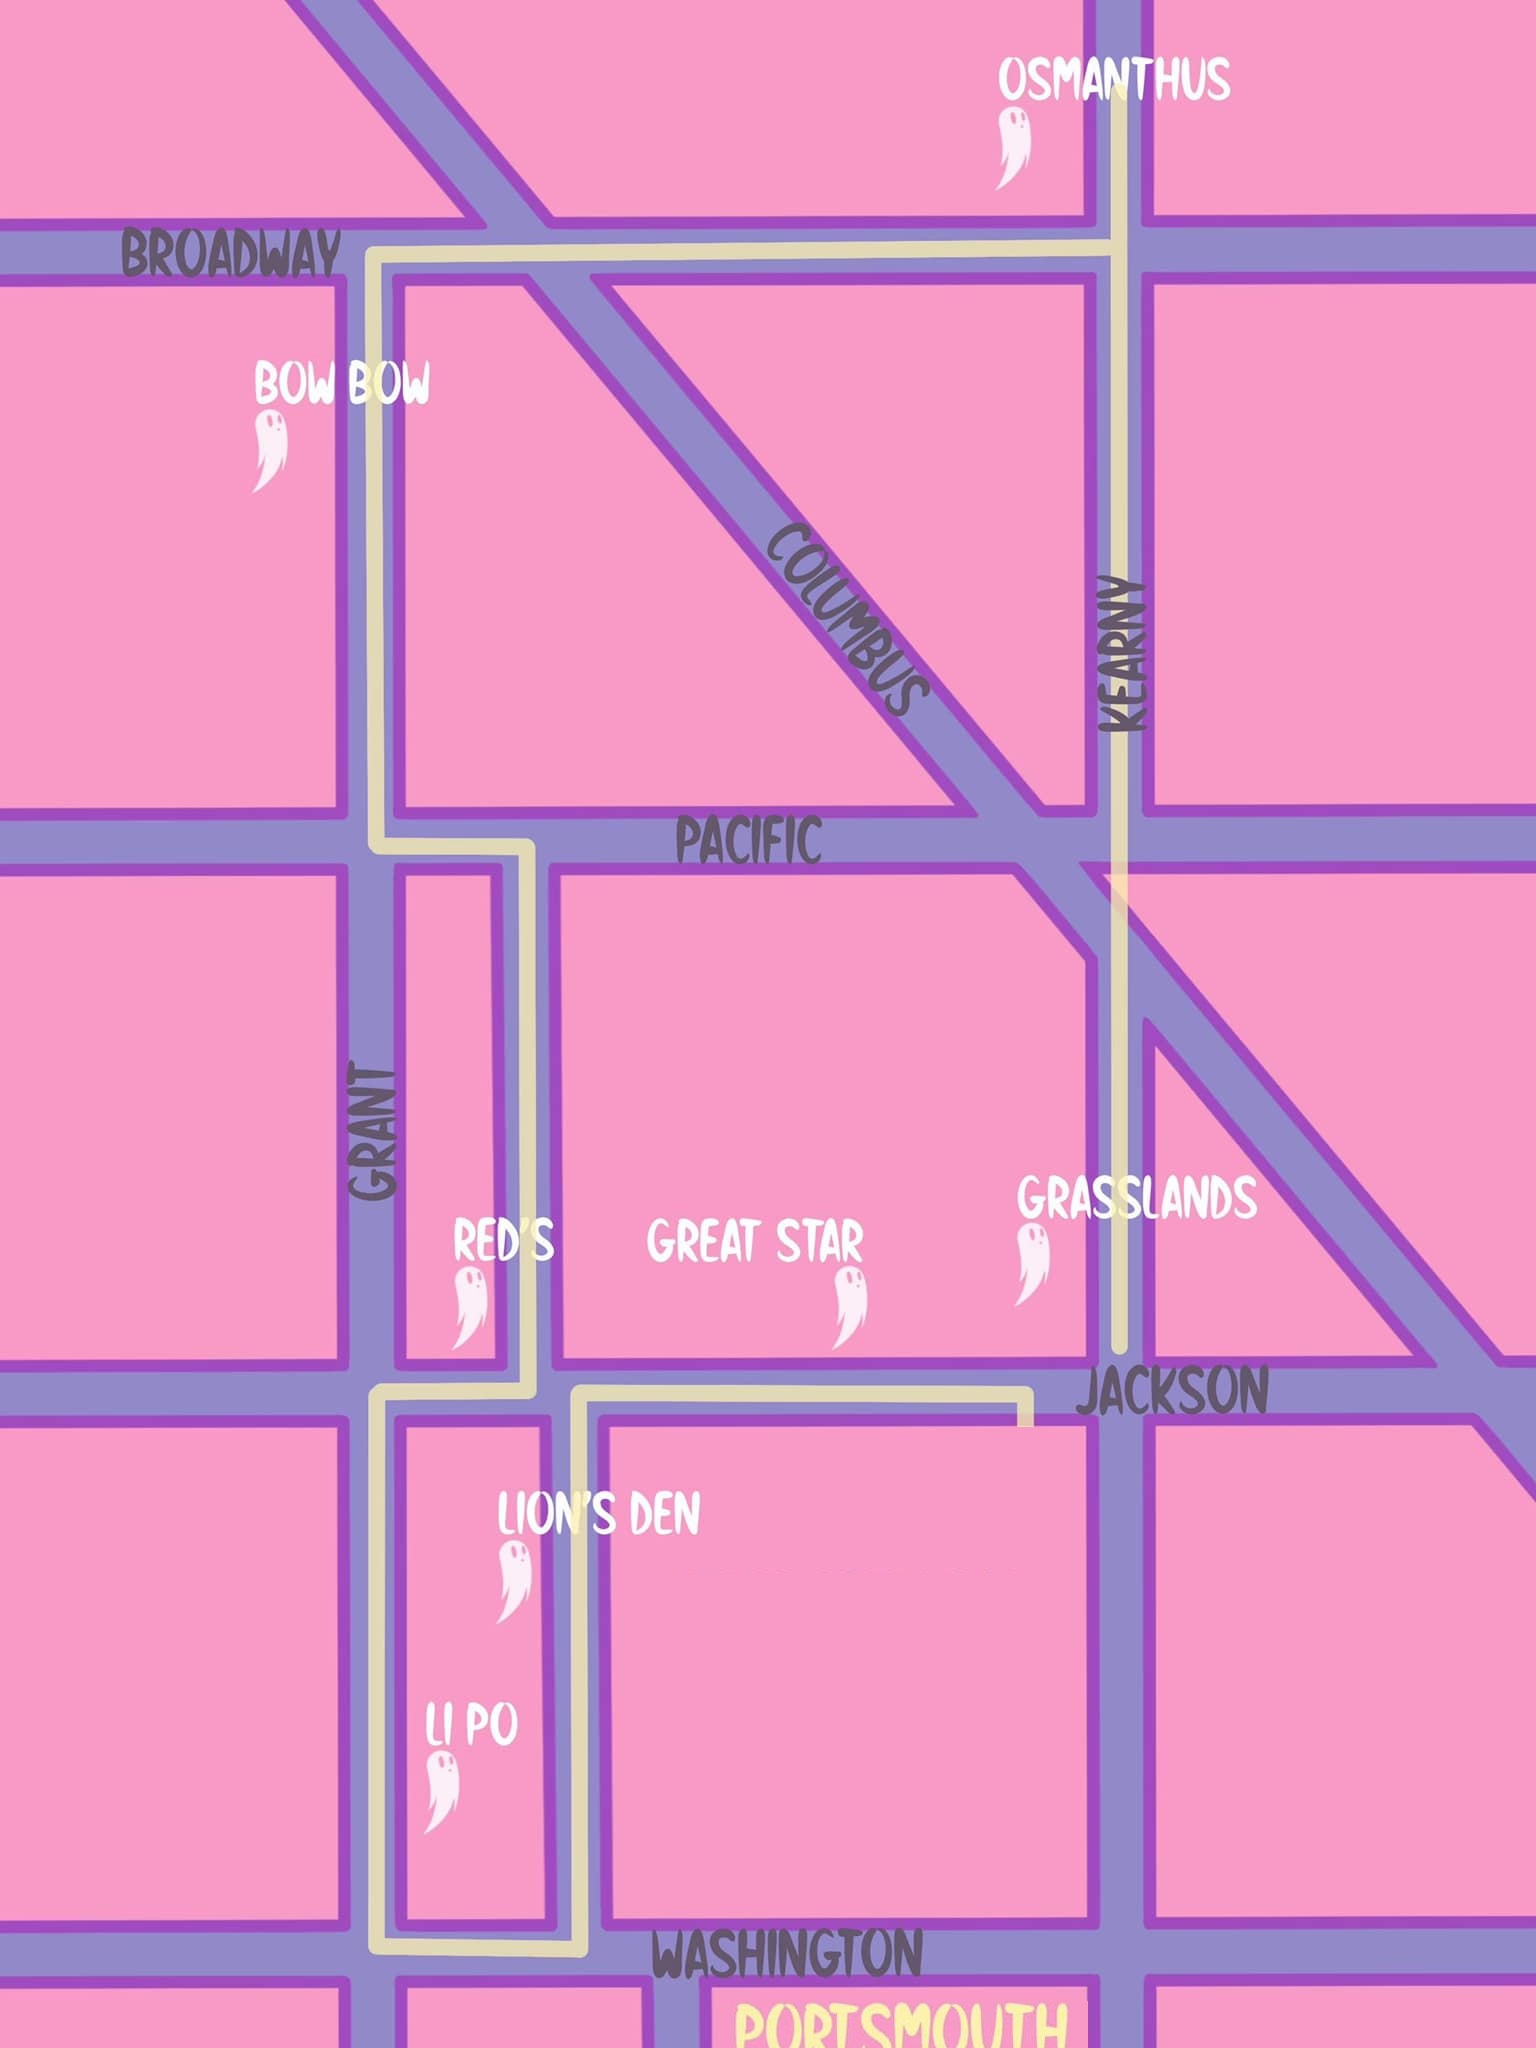 OSMANTHUS
BROADWAY
BOW BOW
COLUMBUS
KEARNY
PACIFIC
GRANT
GRASSLANDS
RED'S
GREAT STAR
JACKSON
LION'S DEN
LI PO
WASHINGTON
PORTSMOUTH